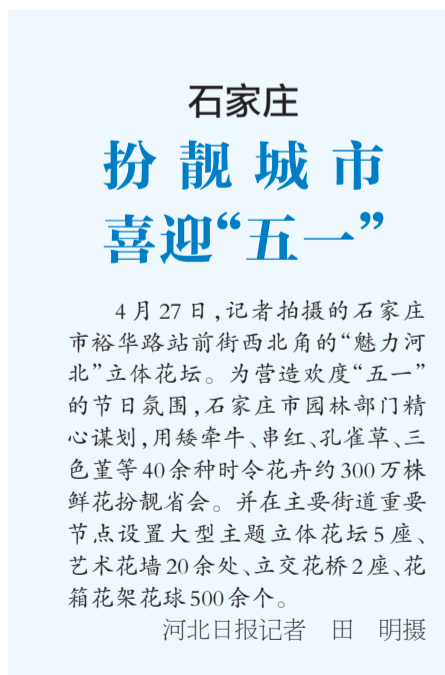 石家庄
扮靓城市
喜迎“五一”
4月27日,记者拍摄的石家庄
市裕华路站前街西北角的“魅力河
北”立体花坛。为营造欢度“五一”
的节日氛围,石家庄市园林部门精
心谋划,用矮牵牛、串红、孔雀草、三
色堇等40余种时令花卉约300万株
鲜花扮靓省会。并在主要街道重要
节点设置大型主题立体花坛5座、
艺术花墙20余处、立交花桥2座、花
箱花架花球500余个。
河北日报记者 田 明摄